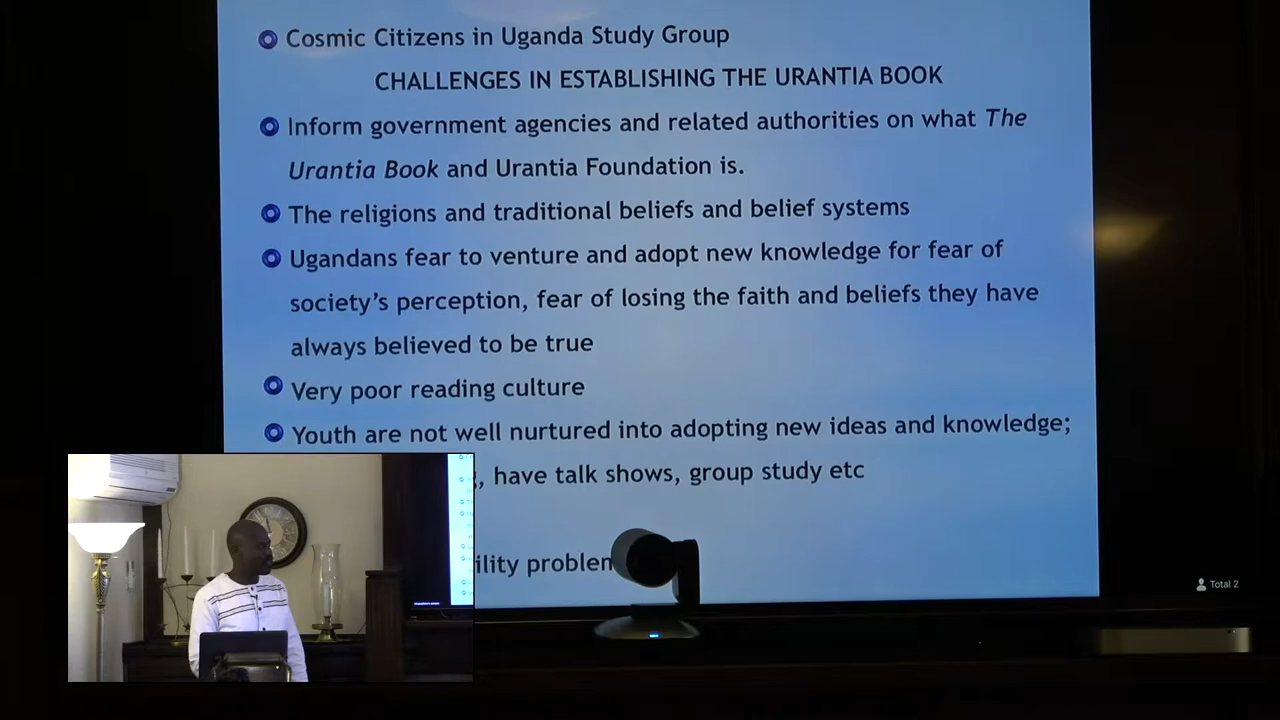 Cosmic Citizens in Uganda Study Group
CHALLENGES IN ESTABLISHING THE URANTIA BOOK
Inform government agencies and related authorities on what The
Urantia Book and Urantia Foundation is.
The religions and traditional beliefs and belief systems
Ugandans fear to venture and adopt new knowledge for fear of
society's perception, fear of losing the faith and beliefs they have
always believed to be true
Very poor reading culture
Youth are not well nurtured into adopting new ideas and knowledge;
, have talk shows, group study etc
Total 2